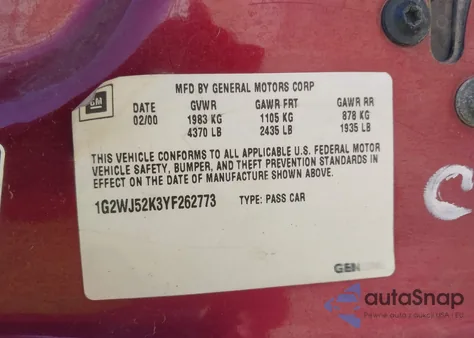 GM
MFD BY GENERAL MOTORS CORP
DATE GVWR GAWR FRT GAWR RR
02/00 1983 KG 1105 KG 878 KG
4370 LB 2435 LB 1935 LB
THIS VEHICLE CONFORMS TO ALL APPLICABLE U.S. FEDERAL MOTOR
VEHICLE SAFETY, BUMPER, AND THEFT PREVENTION STANDARDS IN
EFFECT ON THE DATE OF MANUFACTURE SHOWN ABOVE.
1G2WJ52K3YF262773 TYPE: PASS CAR
C
autoSnap